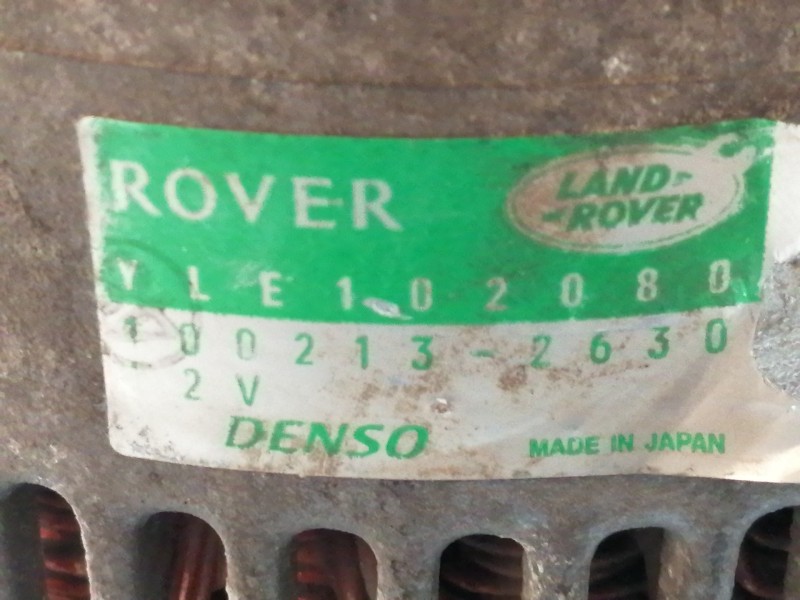 ROVER
LAND-
-ROVER
YLE102080
100213-2630
2V
DENSO
MADE IN JAPAN